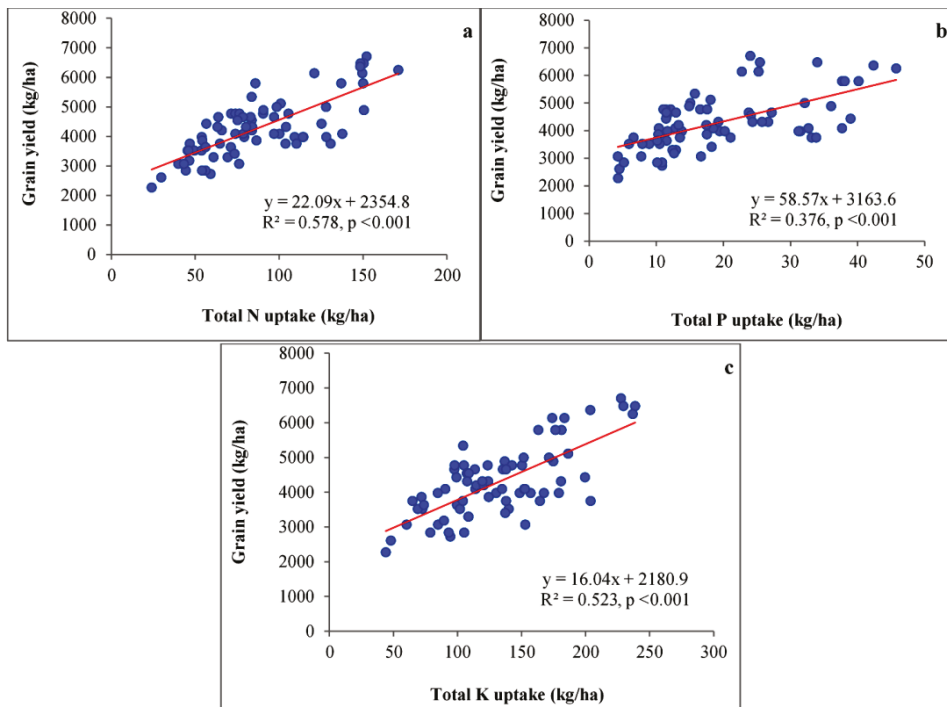 a
8000
7000
6000
5000
4000
3000
2000
1000
0
Grain yield (kg/ha)
y = 22.09x + 2354.8
R² = 0.578, p <0.001
0 50 100 150 200
Total N uptake (kg/ha)
b
8000
7000
6000
5000
4000
3000
2000
1000
0
Grain yield (kg/ha)
y = 58.57x + 3163.6
R² = 0.376, p <0.001
0 10 20 30 40 50
Total P uptake (kg/ha)
c
8000
7000
6000
5000
4000
3000
2000
1000
0
Grain yield (kg/ha)
y = 16.04x + 2180.9
R² = 0.523, p <0.001
0 50 100 150 200 250 300
Total K uptake (kg/ha)